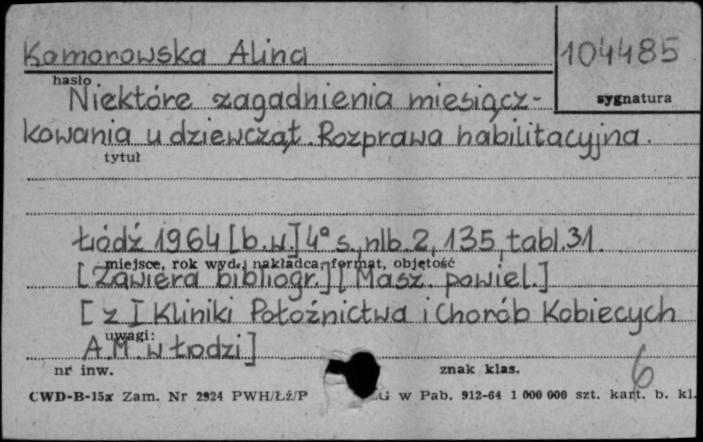 Komorowska Alina
104485
hasło
sygnatura
Niektóre zagadnienia miesiącz-
kowania u dziewcząt. Rozprawa habilitacyjna.
tytuł
Łódź 1964 [b.w.] 4° s. nlb. 2, 135, tabl. 31.
miejsce, rok wyd., nakładca, format, objętość
[Zawiera bibliogr.] [Masz. powiel.]
[z I Kliniki Położnictwa i Chorób Kobiecych
uwagi:
A.M. w Łodzi]
nr inw.
znak klas.
6
CWD-B-15a Zam. Nr 2924 PWH/Łź/P G w Pab. 912-64 1 000 000 szt. kart. b. kl.